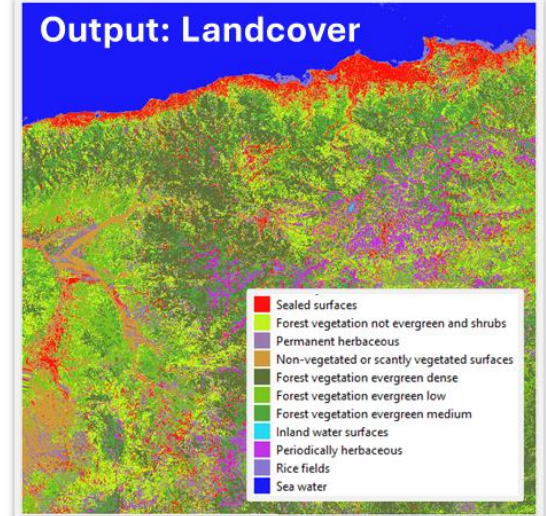 Output: Landcover
Sealed surfaces
Forest vegetation not evergreen and shrubs
Permanent herbaceous
Non-vegetated or scantly vegetated surfaces
Forest vegetation evergreen dense
Forest vegetation evergreen low
Forest vegetation evergreen medium
Inland water surfaces
Periodically herbaceous
Rice fields
Sea water